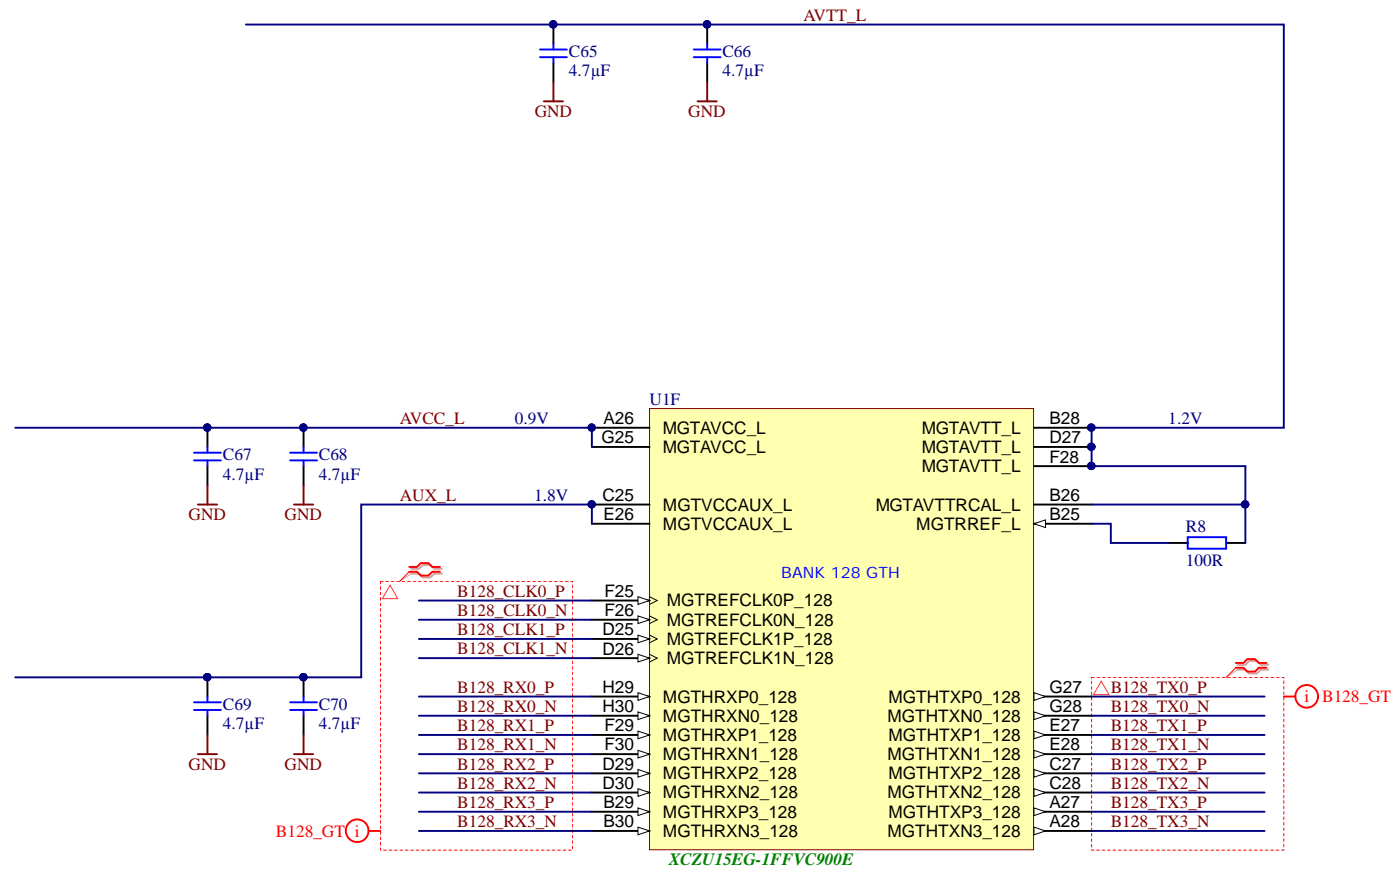 AVTT_L
C65
4.7µF
GND
C66
4.7µF
GND
U1F
AVCC_L
0.9V
A26
G25
MGTAVCC_L
MGTAVCC_L
C67
4.7µF
GND
C68
4.7µF
GND
AUX_L
1.8V
C25
E26
MGTVCCAUX_L
MGTVCCAUX_L
MGTAVTT_L
MGTAVTT_L
MGTAVTT_L
B28
D27
F28
1.2V
MGTAVTTRCAL_L
MGTRREF_L
B26
B25
R8
100R
BANK 128 GTH
B128_CLK0_P F25 MGTREFCLK0P_128
B128_CLK0_N F26 MGTREFCLK0N_128
B128_CLK1_P D25 MGTREFCLK1P_128
B128_CLK1_N D26 MGTREFCLK1N_128
C69
4.7µF
GND
C70
4.7µF
GND
B128_RX0_P H29 MGTHRXP0_128
B128_RX0_N H30 MGTHRXN0_128
B128_RX1_P F29 MGTHRXP1_128
B128_RX1_N F30 MGTHRXN1_128
B128_RX2_P D29 MGTHRXP2_128
B128_RX2_N D30 MGTHRXN2_128
B128_RX3_P B29 MGTHRXP3_128
B128_RX3_N B30 MGTHRXN3_128
B128_GT i
MGTHTXP0_128 G27 B128_TX0_P
MGTHTXN0_128 G28 B128_TX0_N
MGTHTXP1_128 E27 B128_TX1_P
MGTHTXN1_128 E28 B128_TX1_N
MGTHTXP2_128 C27 B128_TX2_P
MGTHTXN2_128 C28 B128_TX2_N
MGTHTXP3_128 A27 B128_TX3_P
MGTHTXN3_128 A28 B128_TX3_N
i B128_GT
XCZU15EG-1FFVC900E